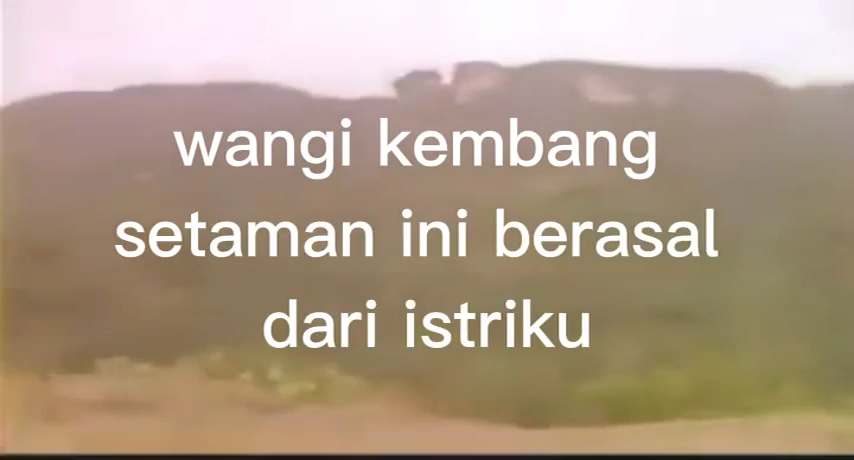 wangi kembang
setaman ini berasal
dari istriku